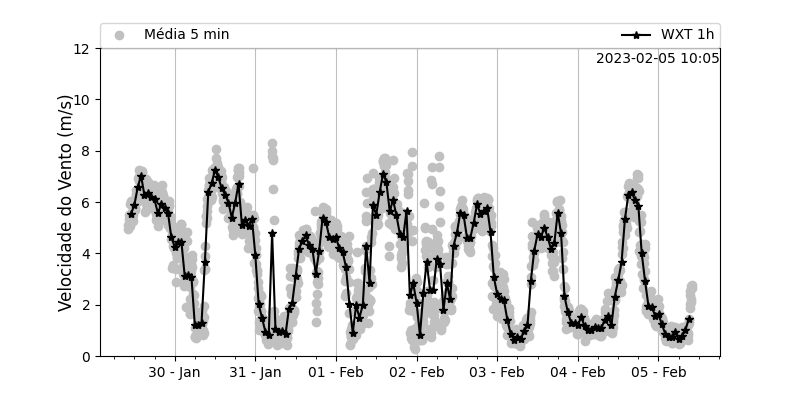 Média 5 min
WXT 1h
2023-02-05 10:05
Velocidade do Vento (m/s)
12
10
8
6
4
2
0
30 - Jan
31 - Jan
01 - Feb
02 - Feb
03 - Feb
04 - Feb
05 - Feb